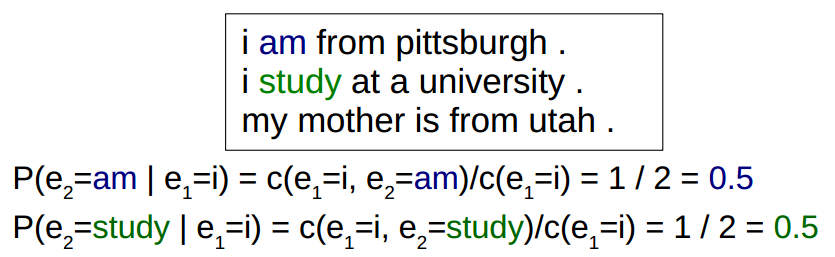 i am from pittsburgh .
i study at a university .
my mother is from utah .
P(e₂=am | e₁=i) = c(e₁=i, e₂=am)/c(e₁=i) = 1 / 2 = 0.5
P(e₂=study | e₁=i) = c(e₁=i, e₂=study)/c(e₁=i) = 1 / 2 = 0.5